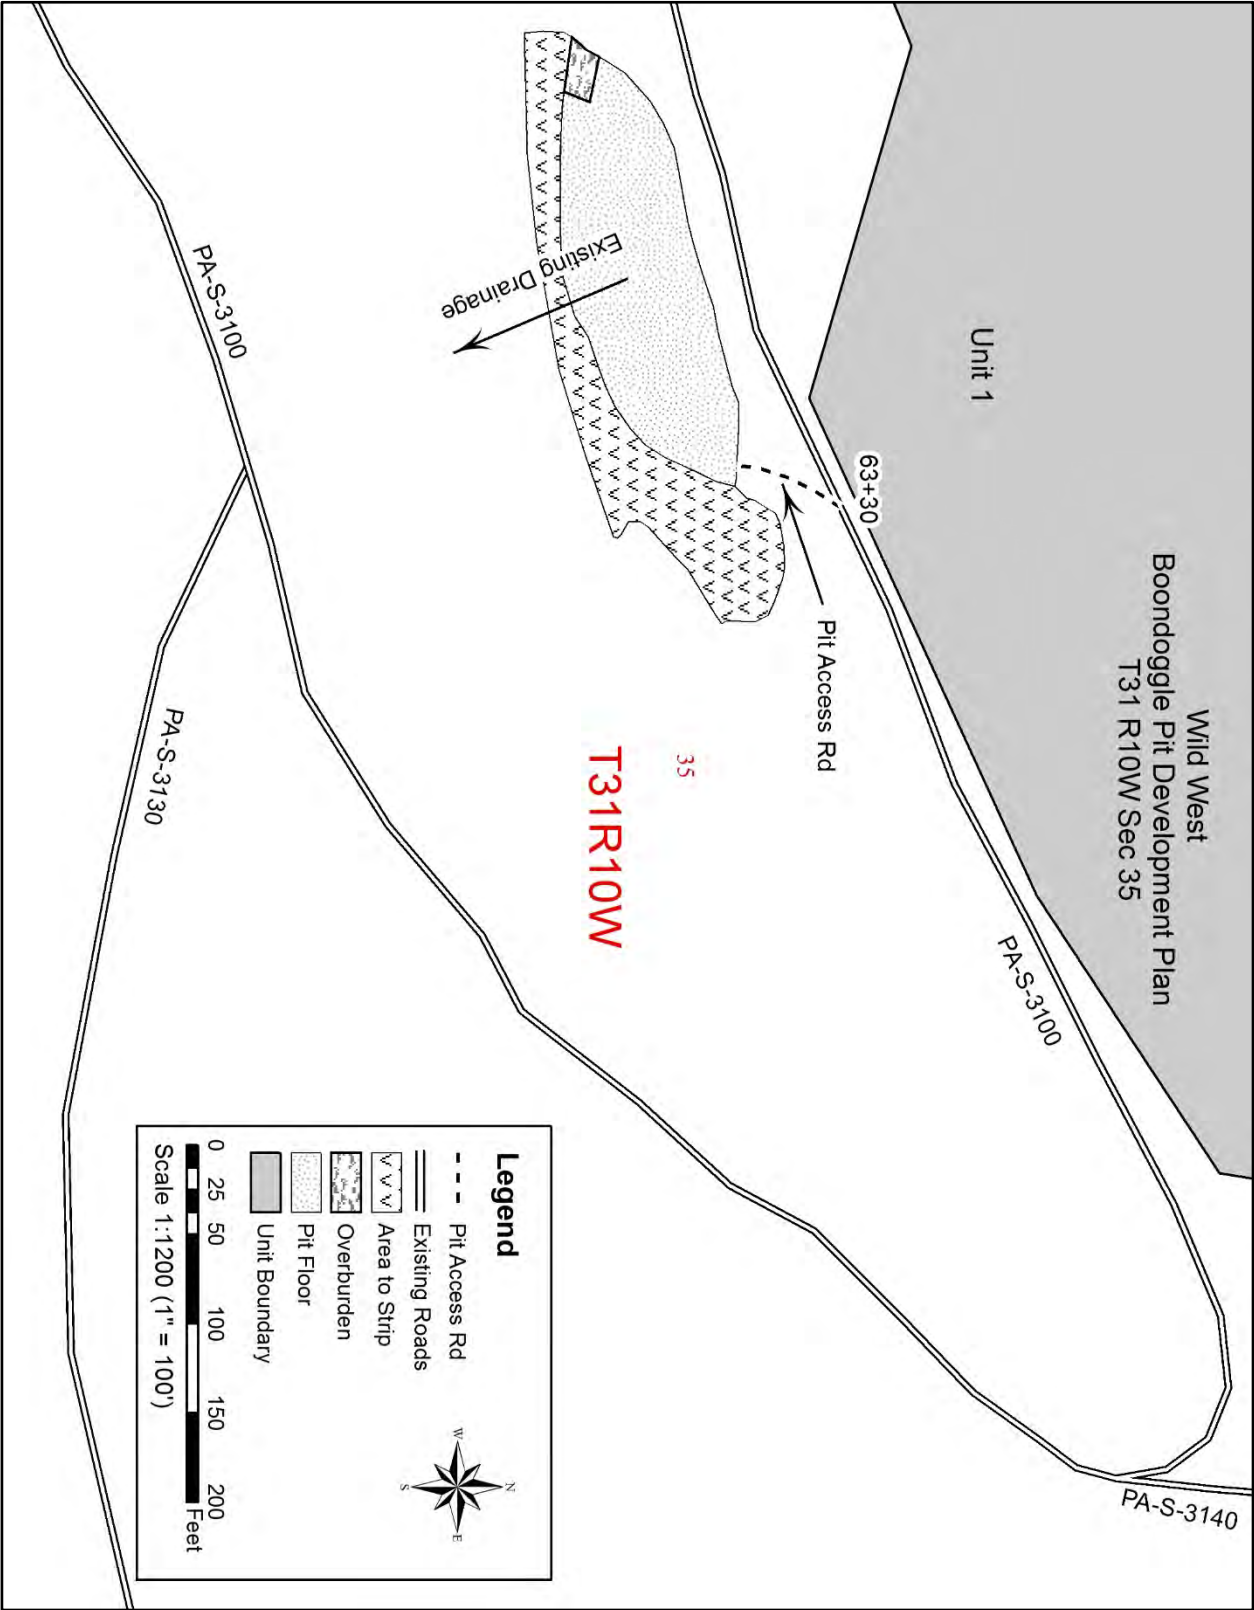 Wild West
Boondoggle Pit Development Plan
T31 R10W Sec 35
Unit 1
63+30
Pit Access Rd
PA-S-3100
PA-S-3140
Existing Drainage
35
T31R10W
PA-S-3100
PA-S-3130
Legend
Pit Access Rd
Existing Roads
Area to Strip
Overburden
Pit Floor
Unit Boundary
N
W
E
S
0 25 50 100 150 200
Feet
Scale 1:1200 (1" = 100')